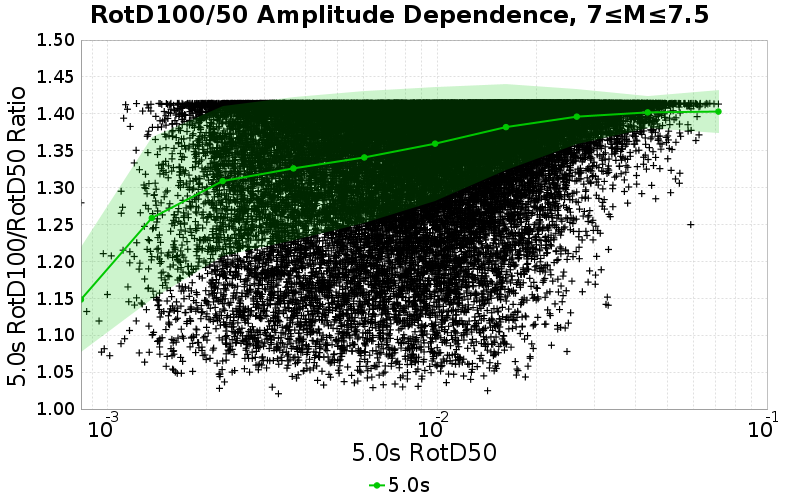 RotD100/50 Amplitude Dependence, 7≤M≤7.5
5.0s RotD100/RotD50 Ratio
1.50
1.45
1.40
1.35
1.30
1.25
1.20
1.15
1.10
1.05
1.00
10⁻³ 10⁻² 10⁻¹
5.0s RotD50
5.0s